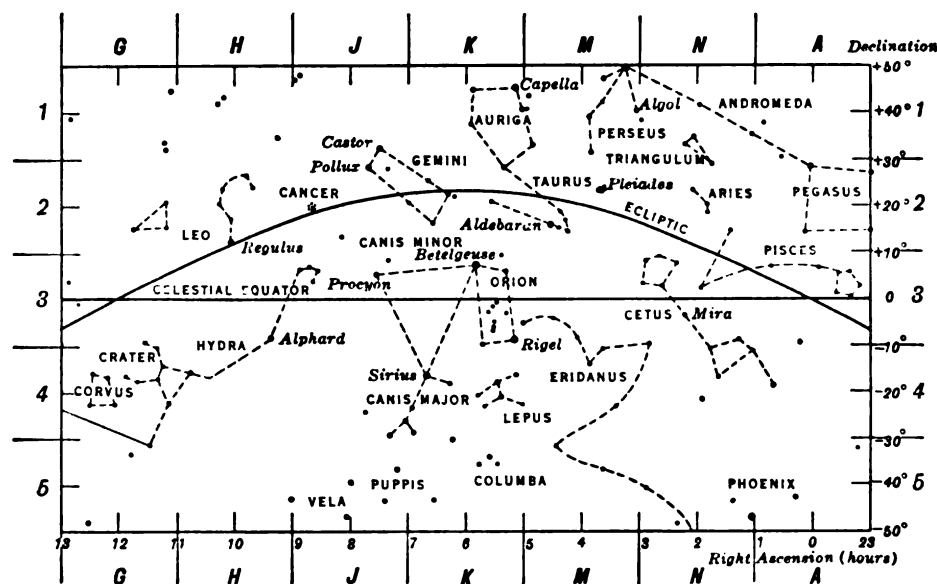 G H J K M N A Declination
+50°
Capella
1 +40° 1
AURIGA Algol ANDROMEDA
PERSEUS
Castor
GEMINI TRIANGULUM +30°
Pollux
TAURUS Pleiades
CANCER ARIES PEGASUS
2 +20° 2
ECLIPTIC
Aldebaran
LEO
Regulus CANIS MINOR PISCES
Betelgeuse +10°
Procyon ORION
CELESTIAL EQUATOR
3 CETUS Mira 0 3
HYDRA Alphard Rigel -10°
CRATER
Sirius ERIDANUS
CORVUS CANIS MAJOR
4 -20° 4
LEPUS
-30°
PUPPIS COLUMBA PHOENIX
5 -40° 5
VELA
-50°
13 12 11 10 9 8 7 6 5 4 3 2 1 0 23
Right Ascension (hours)
G H J K M N A